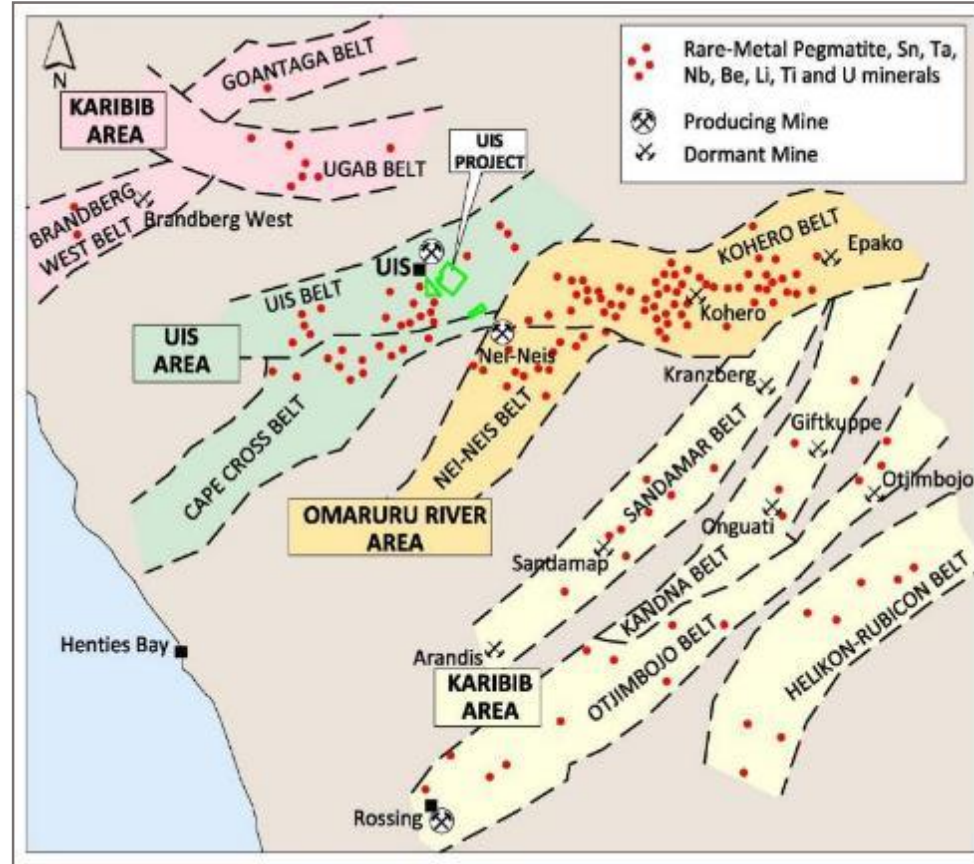 N
GOANTAGA BELT
KARIBIB
AREA
UGAB BELT
BRANDBERG
WEST BELT
Brandberg West
UIS
PROJECT
Rare-Metal Pegmatite, Sn, Ta,
Nb, Be, Li, Ti and U minerals
Producing Mine
Dormant Mine
UIS
UIS BELT
UIS
AREA
CAPE CROSS BELT
KOHERO BELT
Epako
Kohero
Nei-Neis
NEI-NEIS BELT
OMARURU RIVER
AREA
Kranzberg
SANDAMAR BELT
Giftkuppe
Otjimbojo
Onguati
Santdamap
KANDNA BELT
Henties Bay
Arandis
KARIBIB
AREA
OTJIMBOJO BELT
HELIKON-RUBICON BELT
Rossing